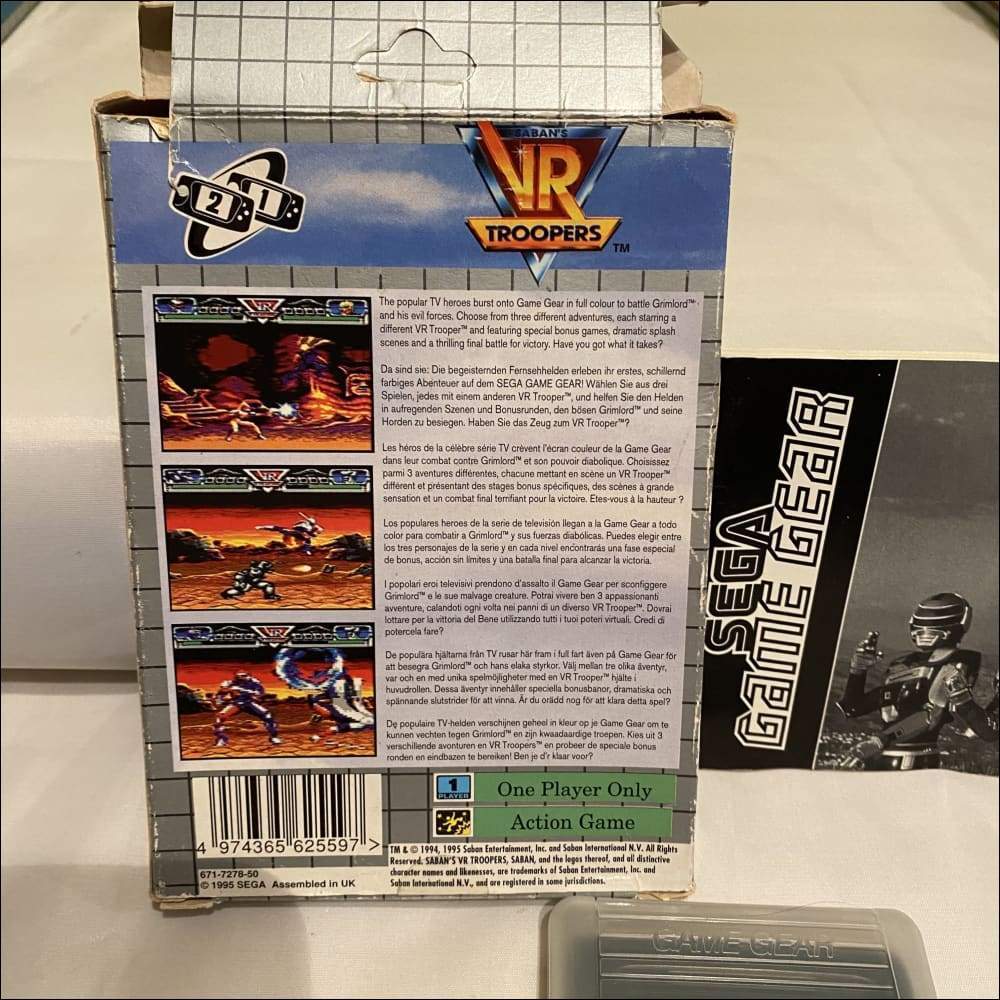 2 1
SABAN'S
VR
TROOPERS
TM
The popular TV heroes burst onto Game Gear in full colour to battle Grimlord™
and his evil forces. Choose from three different adventures, each starring a
different VR Trooper™ and featuring special bonus games, dramatic splash
scenes and a thrilling final battle for victory. Have you got what it takes?
Da sind sie: Die begeisternden Fernsehhelden erleben ihr erstes, schillernd
farbiges Abenteuer auf dem SEGA GAME GEAR! Wählen Sie aus drei
Spielen, jedes mit einem anderen VR Trooper™, und helfen Sie den Helden
in aufregenden Szenen und Bonusrunden, den bösen Grimlord™ und seine
Horden zu besiegen. Haben Sie das Zeug zum VR Trooper™?
Les héros de la célèbre série TV crèvent l'écran couleur de la Game Gear
dans leur combat contre Grimlord™ et son pouvoir diabolique. Choisissez
parmi 3 aventures différentes, chacune mettant en scène un VR Trooper™
différent et présentant des stages bonus spécifiques, des scènes à grande
sensation et un combat final terrifiant pour la victoire. Etes-vous à la hauteur ?
Los populares heroes de la serie de televisión llegan a la Game Gear a todo
color para combatir a Grimlord™ y sus fuerzas diabólicas. Puedes elegir entre
los tres personajes de la serie y en cada nivel encontrarás una fase especial
de bonus, acción sin límites y una batalla final para alcanzar la victoria.
I popolari eroi televisivi prendono d'assalto il Game Gear per sconfiggere
Grimlord™ e le sue malvage creature. Potrai vivere ben 3 appassionanti
avventure, calandoti ogni volta nei panni di un diverso VR Trooper™. Dovrai
lottare per la vittoria del Bene utilizzando tutti i tuoi poteri virtuali. Credi di
potercela fare?
De populära hjältarna från TV rusar här fram i full fart även på Game Gear för
att besegra Grimlord™ och hans elaka styrkor. Välj mellan tre olika äventyr,
var och en med unika spelmöjligheter med en VR Trooper™ hjälte i
huvudrollen. Dessa äventyr innehåller speciella bonusbanor, dramatiska och
spännande slutstrider för att vinna. Är du orädd nog för att klara detta spel?
De populaire TV-helden verschijnen geheel in kleur op je Game Gear om te
kunnen vechten tegen Grimlord™ en zijn kwaadaardige troepen. Kies uit 3
verschillende avonturen en VR Troopers™ en probeer de speciale bonus
ronden en eindbazen te bereiken! Ben je d'r klaar voor?
1
PLAYER
One Player Only
Action Game
4 974365 625597 >
671-7278-50
© 1995 SEGA Assembled in UK
TM & © 1994, 1995 Saban Entertainment, Inc. and Saban International N.V. All Rights
Reserved. SABAN'S VR TROOPERS, SABAN, and the logos thereof, and all distinctive
character names and likenesses, are trademarks of Saban Entertainment, Inc. and
Saban International N.V., and are registered in some jurisdictions.
SEGA
GAME GEAR
GAME GEAR